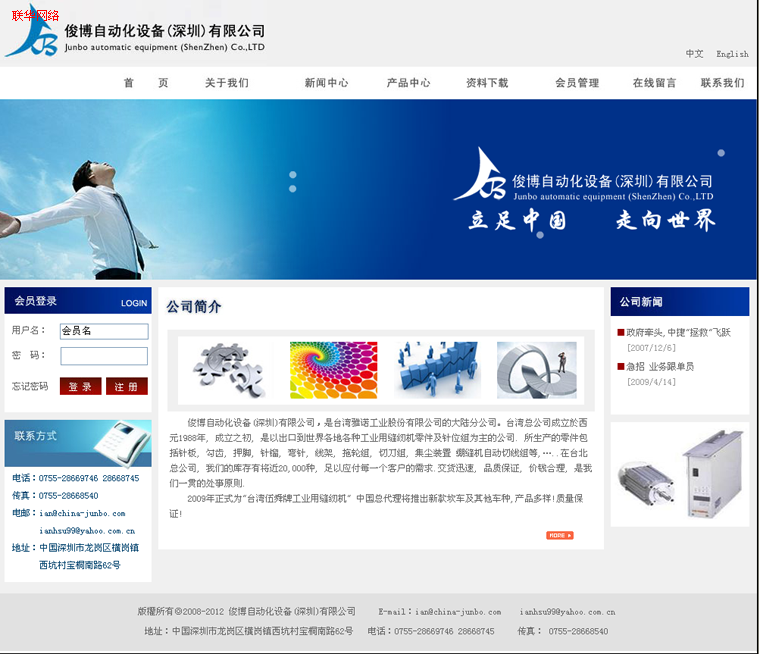 联华网络
俊博自动化设备(深圳)有限公司
Junbo automatic equipment (ShenZhen) Co.,LTD
中文 English
首 页 关于我们 新闻中心 产品中心 资料下载 会员管理 在线留言 联系我们
俊博自动化设备(深圳)有限公司
Junbo automatic equipment (ShenZhen) Co.,LTD
立足中国 走向世界
会员登录 LOGIN
用户名： 会员名
密 码：
忘记密码 登 录 注 册
联系方式
电话：0755-28669746 28668745
传真：0755-28668540
电邮：ian@china-junbo.com
ianhsu99@yahoo.com.cn
地址：中国深圳市龙岗区横岗镇
西坑村宝桐南路62号
公司简介
俊博自动化设备(深圳)有限公司，是台湾雅诺工业股份有限公司的大陆分公司。台湾总公司成立於西
元1988年, 成立之初, 是以出口到世界各地各种工业用缝纫机零件及针位组为主的公司. 所生产的零件包
括针板, 勾齿, 押脚, 针镏, 弯针, 线架, 拖轮组, 切刀组, 集尘装置 绷缝机自动切线组等,…..在台北
总公司, 我们的库存有将近20,000种, 足以应付每一个客户的需求.交货迅速, 品质保证, 价钱合理, 是我
们一贯的处事原则.
2009年正式为“台湾伍舜牌工业用缝纫机” 中国总代理将推出新款坎车及其他车种,产品多样!质量保
证!
MORE
公司新闻
政府牵头,中捷“拯救”飞跃
[2007/12/6]
急招 业务跟单员
[2009/4/14]
版權所有©2008-2012 俊博自动化设备(深圳)有限公司 E-mail：ian@china-junbo.com ianhsu99@yahoo.com.cn
地址：中国深圳市龙岗区横岗镇西坑村宝桐南路62号 电话：0755-28669746 28668745 传真： 0755-28668540